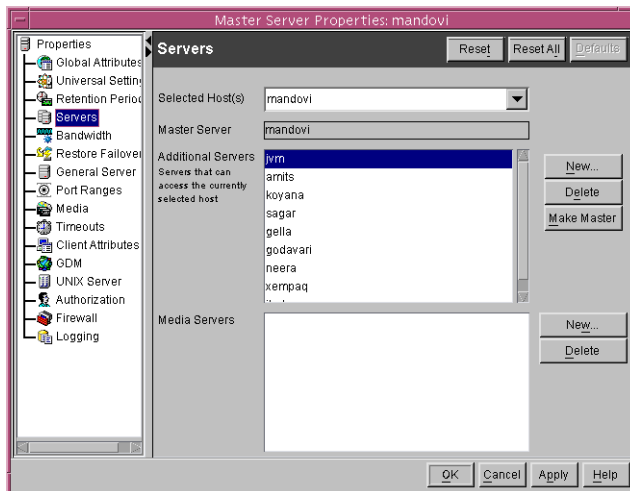 Master Server Properties: mandovi
Properties
Global Attributes
Universal Settin
Retention Period
Servers
Bandwidth
Restore Failover
General Server
Port Ranges
Media
Timeouts
Client Attributes
GDM
UNIX Server
Authorization
Firewall
Logging
Servers
Reset
Reset All
Defaults
Selected Host(s)
mandovi
Master Server
mandovi
Additional Servers
Servers that can
access the currently
selected host
jvm
amits
koyana
sagar
gella
godavari
neera
xempaq
New...
Delete
Make Master
Media Servers
New...
Delete
OK
Cancel
Apply
Help